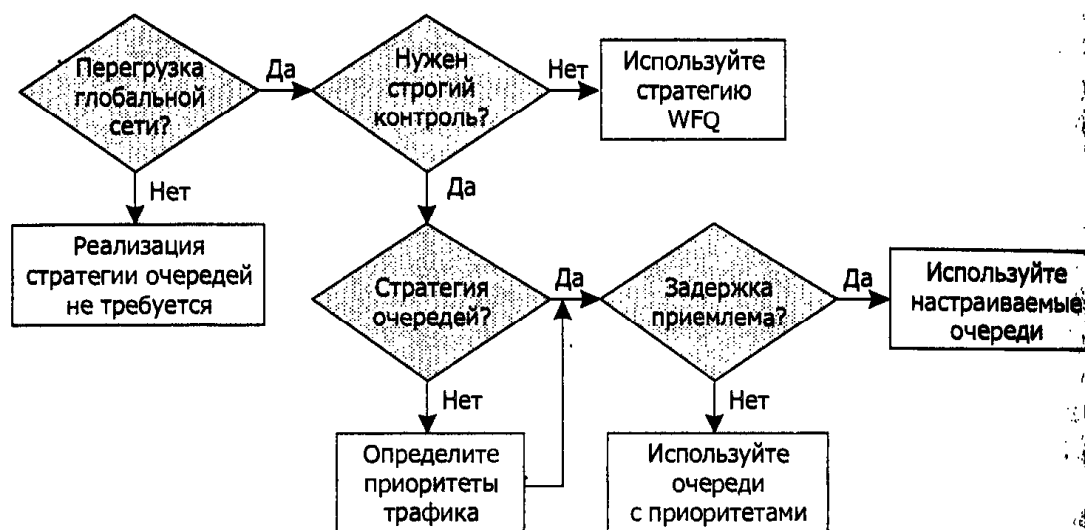 Перегрузка
глобальной
сети?
Да
Нужен
строгий
контроль?
Нет
Используйте
стратегию
WFQ
Нет
Да
Реализация
стратегии очередей
не требуется
Стратегия
очередей?
Да
Задержка
приемлема?
Да
Используйте
настраиваемые
очереди
Нет
Нет
Определите
приоритеты
трафика
Используйте
очереди
с приоритетами